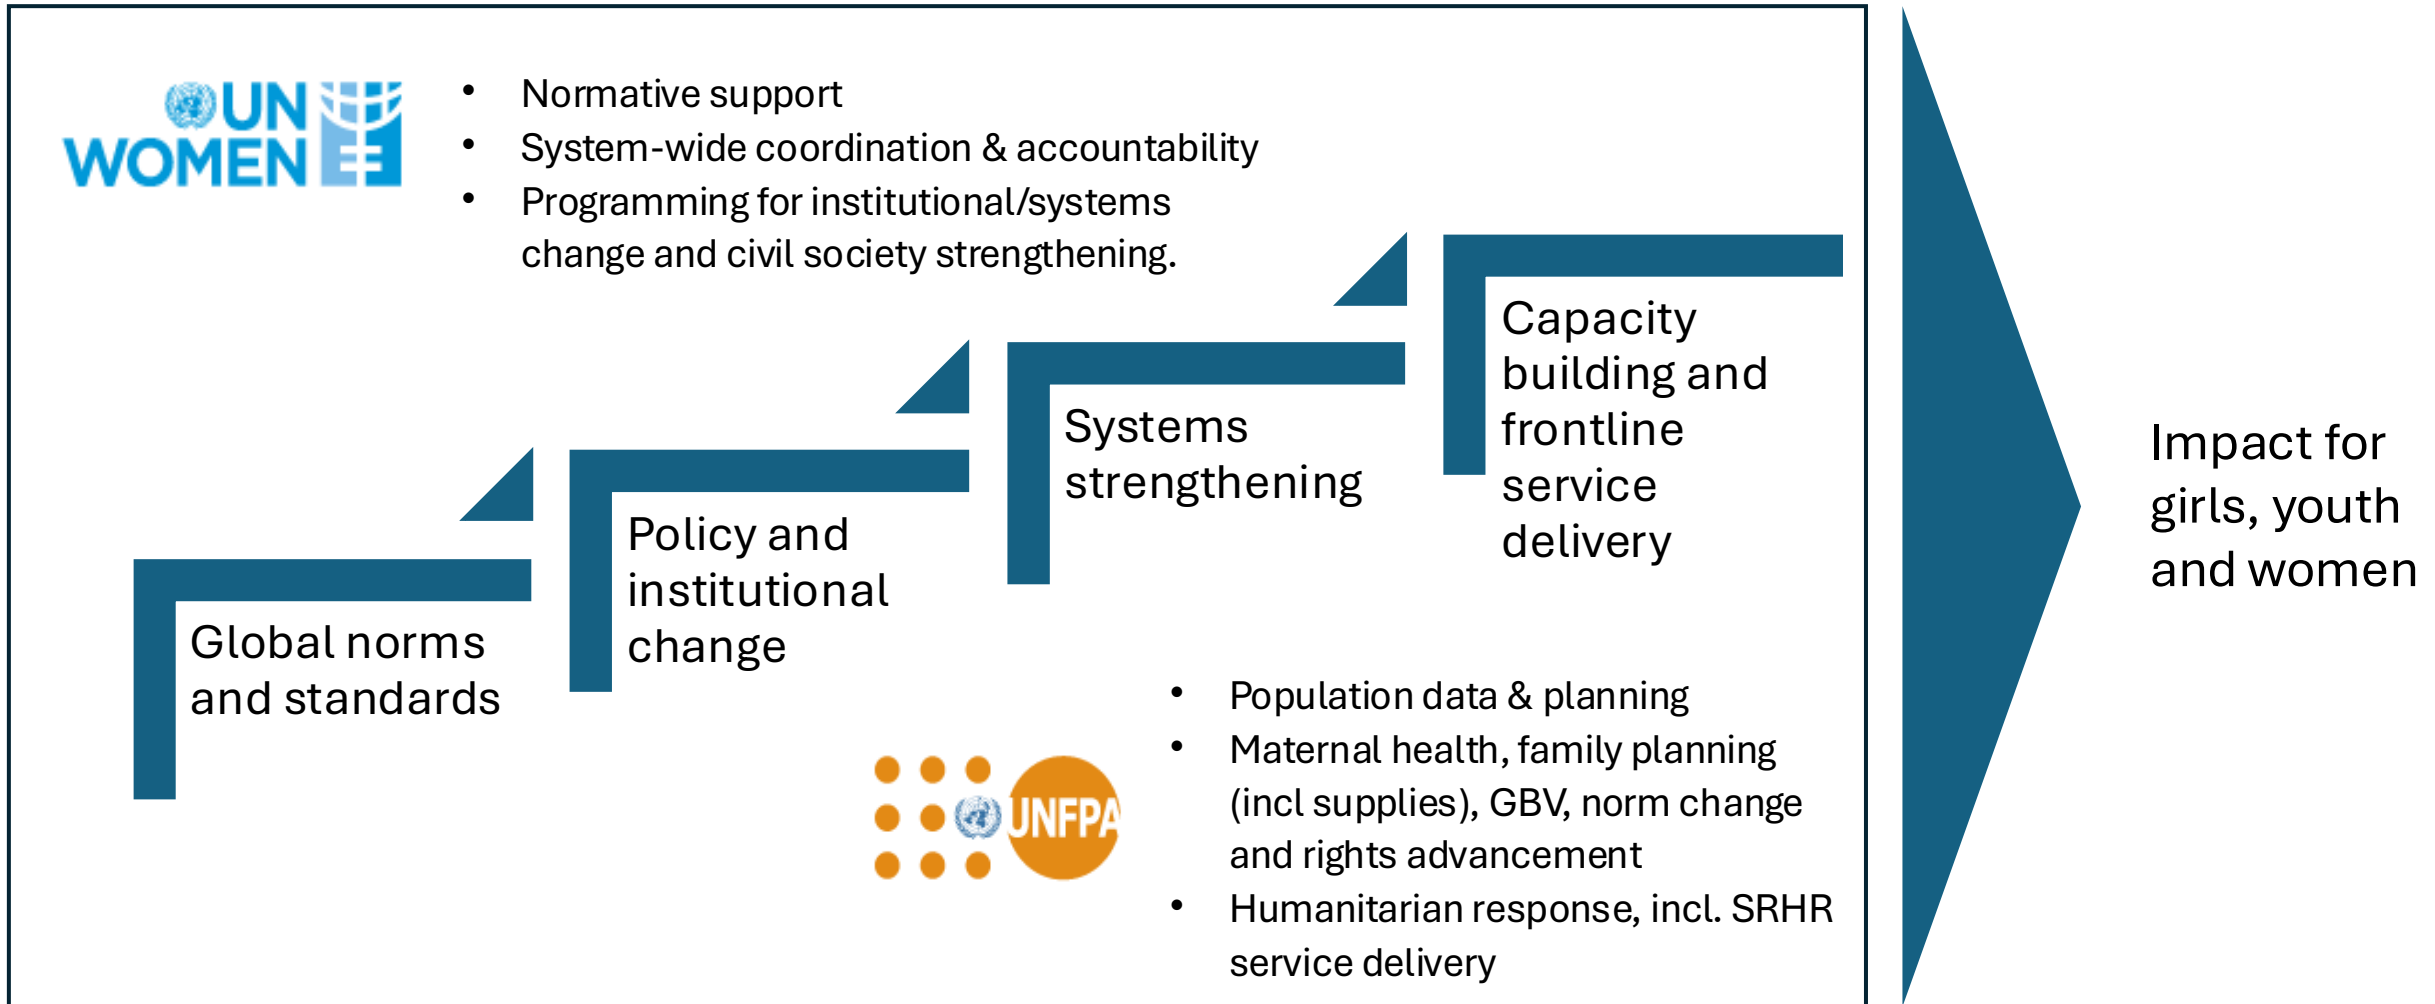 UN
WOMEN
• Normative support
• System-wide coordination & accountability
• Programming for institutional/systems
change and civil society strengthening.
Global norms
and standards
Policy and
institutional
change
Systems
strengthening
Capacity
building and
frontline
service
delivery
UNFPA
• Population data & planning
• Maternal health, family planning
(incl supplies), GBV, norm change
and rights advancement
• Humanitarian response, incl. SRHR
service delivery
Impact for
girls, youth
and women